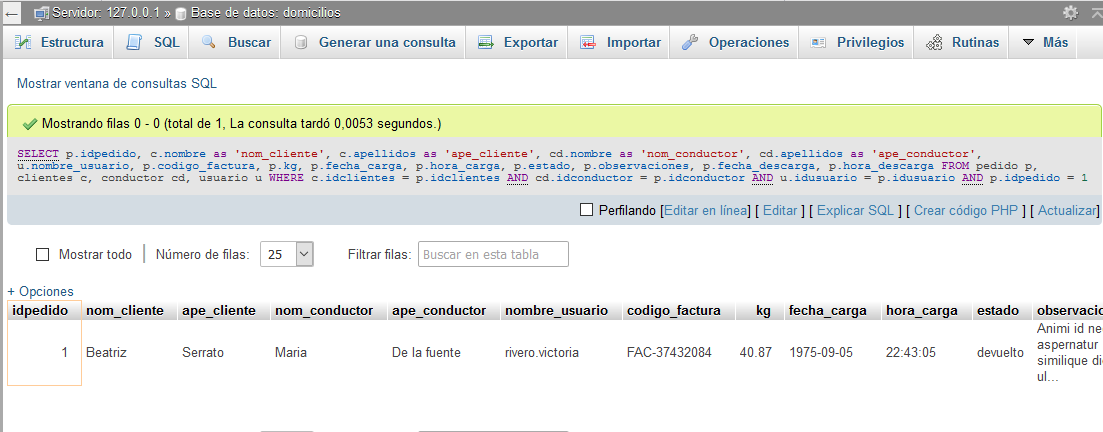 Servidor: 127.0.0.1 » Base de datos: domicilios
Estructura SQL Buscar Generar una consulta Exportar Importar Operaciones Privilegios Rutinas Más
Mostrar ventana de consultas SQL
Mostrando filas 0 - 0 (total de 1, La consulta tardó 0,0053 segundos.)
SELECT p.idpedido, c.nombre as 'nom_cliente', c.apellidos as 'ape_cliente', cd.nombre as 'nom_conductor', cd.apellidos as 'ape_conductor',
u.nombre_usuario, p.codigo_factura, p.kg, p.fecha_carga, p.hora_carga, p.estado, p.observaciones, p.fecha_descarga, p.hora_descarga FROM pedido p,
clientes c, conductor cd, usuario u WHERE c.idclientes = p.idclientes AND cd.idconductor = p.idconductor AND u.idusuario = p.idusuario AND p.idpedido = 1
Perfilando [Editar en línea] [ Editar ] [ Explicar SQL ] [ Crear código PHP ] [ Actualizar]
Mostrar todo Número de filas: 25 Filtrar filas: Buscar en esta tabla
+ Opciones
idpedido nom_cliente ape_cliente nom_conductor ape_conductor nombre_usuario codigo_factura kg fecha_carga hora_carga estado observacio
1 Beatriz Serrato Maria De la fuente rivero.victoria FAC-37432084 40.87 1975-09-05 22:43:05 devuelto Animi id ne
aspernatur
similique di
ul...